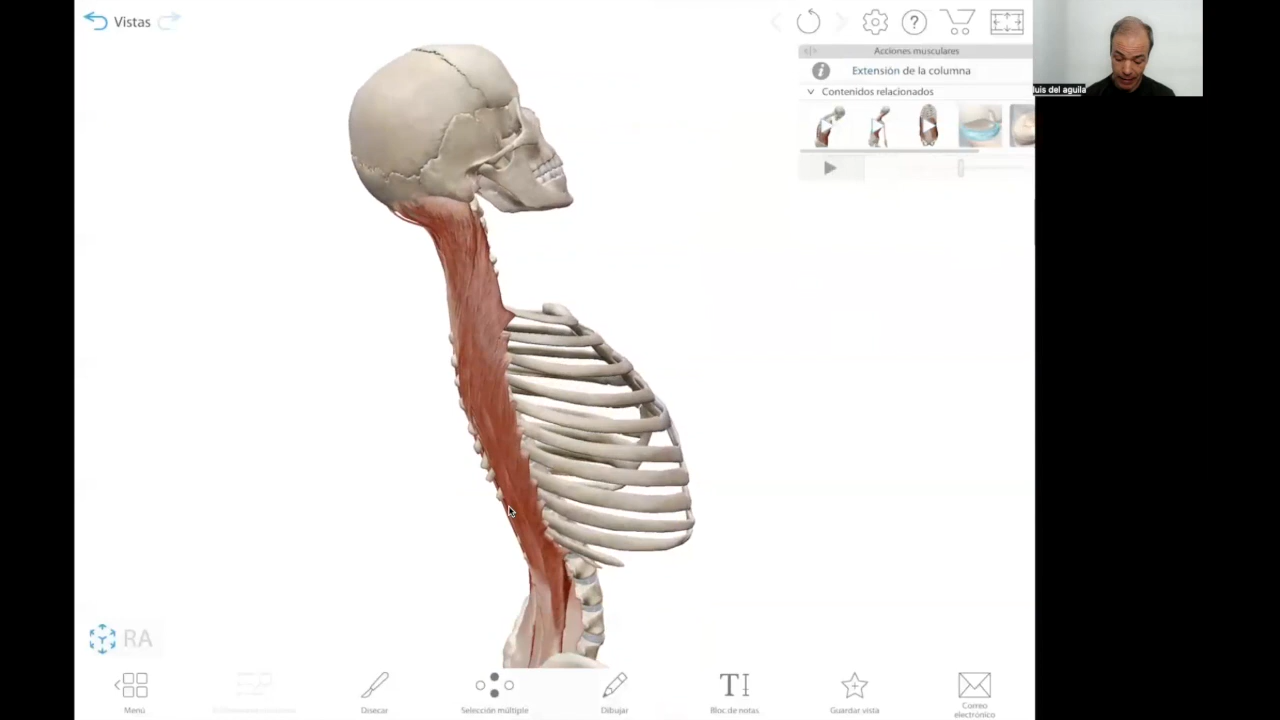 Vistas
Acciones musculares
Extensión de la columna
Contenidos relacionados
luis del aguila
RA
Menú
Disecar
Selección múltiple
Dibujar
Bloc de notas
Guardar vista
Correo
electrónico